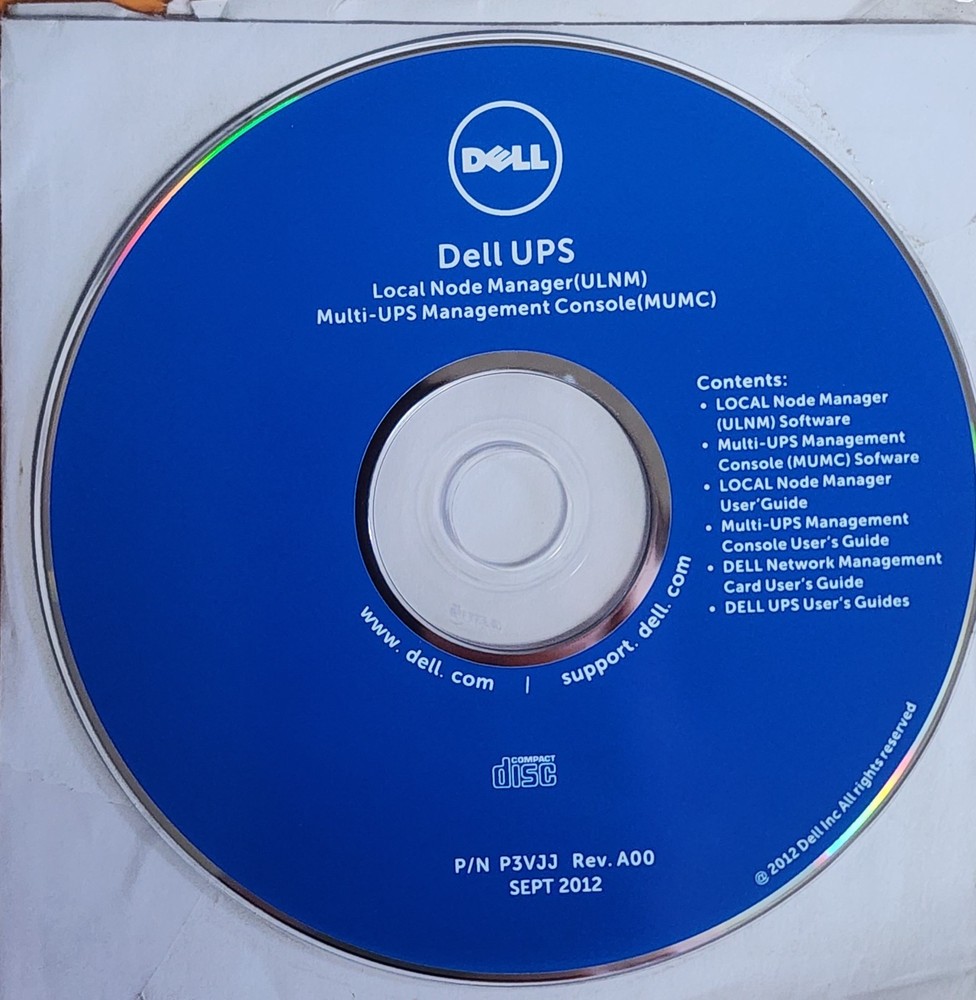 DELL
Dell UPS
Local Node Manager(ULNM)
Multi-UPS Management Console(MUMC)
Contents:
• LOCAL Node Manager
(ULNM) Software
• Multi-UPS Management
Console (MUMC) Sofware
• LOCAL Node Manager
User'Guide
• Multi-UPS Management
Console User's Guide
• DELL Network Management
Card User's Guide
• DELL UPS User's Guides
www. dell. com | support. dell. com
COMPACT
disc
P/N P3VJJ Rev. A00
SEPT 2012
@ 2012 Dell Inc All rights reserved